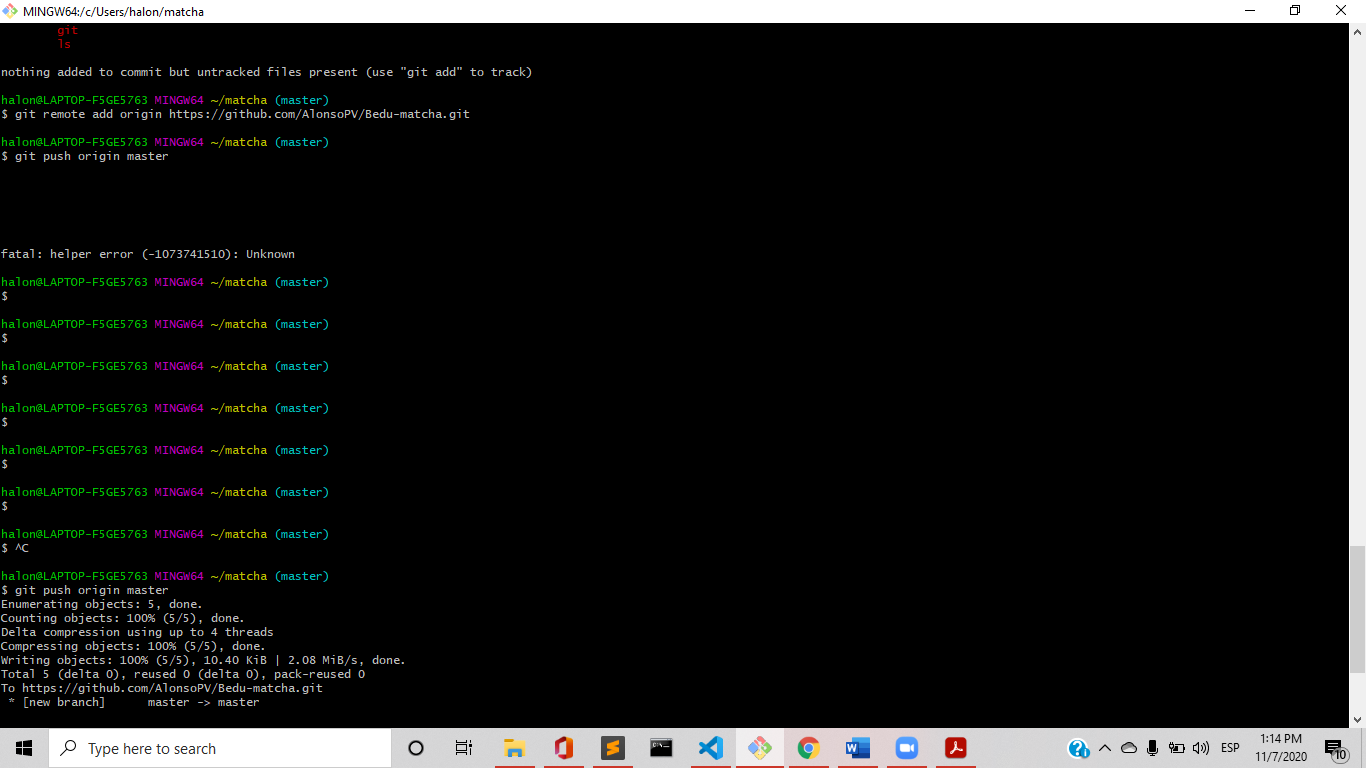 MINGW64:/c/Users/halon/matcha
git
ls
nothing added to commit but untracked files present (use "git add" to track)
halon@LAPTOP-F5GE5763 MINGW64 ~/matcha (master)
$ git remote add origin https://github.com/AlonsoPV/Bedu-matcha.git
halon@LAPTOP-F5GE5763 MINGW64 ~/matcha (master)
$ git push origin master
fatal: helper error (-1073741510): Unknown
halon@LAPTOP-F5GE5763 MINGW64 ~/matcha (master)
$
halon@LAPTOP-F5GE5763 MINGW64 ~/matcha (master)
$
halon@LAPTOP-F5GE5763 MINGW64 ~/matcha (master)
$
halon@LAPTOP-F5GE5763 MINGW64 ~/matcha (master)
$
halon@LAPTOP-F5GE5763 MINGW64 ~/matcha (master)
$
halon@LAPTOP-F5GE5763 MINGW64 ~/matcha (master)
$
halon@LAPTOP-F5GE5763 MINGW64 ~/matcha (master)
$ ^C
halon@LAPTOP-F5GE5763 MINGW64 ~/matcha (master)
$ git push origin master
Enumerating objects: 5, done.
Counting objects: 100% (5/5), done.
Delta compression using up to 4 threads
Compressing objects: 100% (5/5), done.
Writing objects: 100% (5/5), 10.40 KiB | 2.08 MiB/s, done.
Total 5 (delta 0), reused 0 (delta 0), pack-reused 0
To https://github.com/AlonsoPV/Bedu-matcha.git
 * [new branch]      master -> master
Type here to search
ESP
1:14 PM
11/7/2020
10